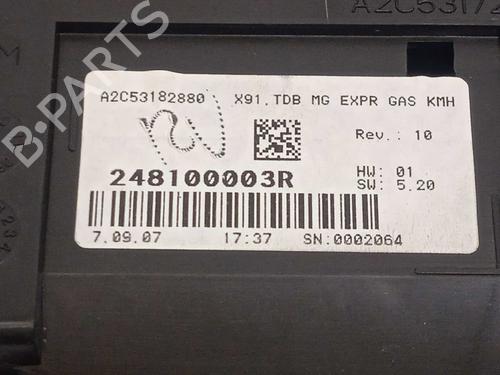 A2C53172
A2C53182880 X91.TDB MG EXPR GAS KMH
Rev.: 10
248100003R
HW: 01
SW: 5.20
7.09.07 17:37 SN:0002064
B-PARTS